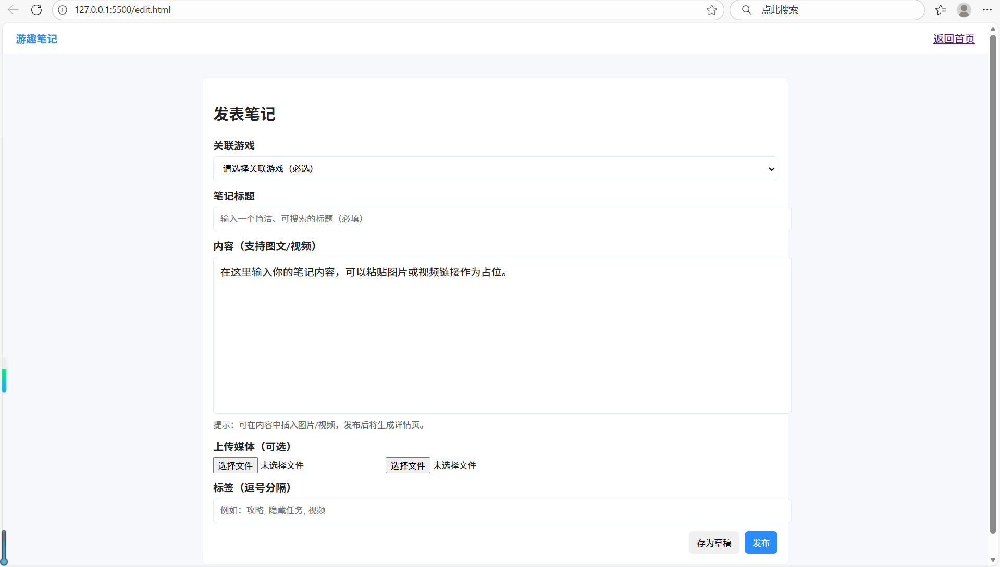 127.0.0.1:5500/edit.html
点此搜索
游趣笔记
返回首页
发表笔记
关联游戏
请选择关联游戏（必选）
笔记标题
输入一个简洁、可搜索的标题（必填）
内容（支持图文/视频）
在这里输入你的笔记内容，可以粘贴图片或视频链接作为占位。
提示：可在内容中插入图片/视频，发布后将生成详情页。
上传媒体（可选）
选择文件 未选择文件 选择文件 未选择文件
标签（逗号分隔）
例如：攻略, 隐藏任务, 视频
存为草稿 发布